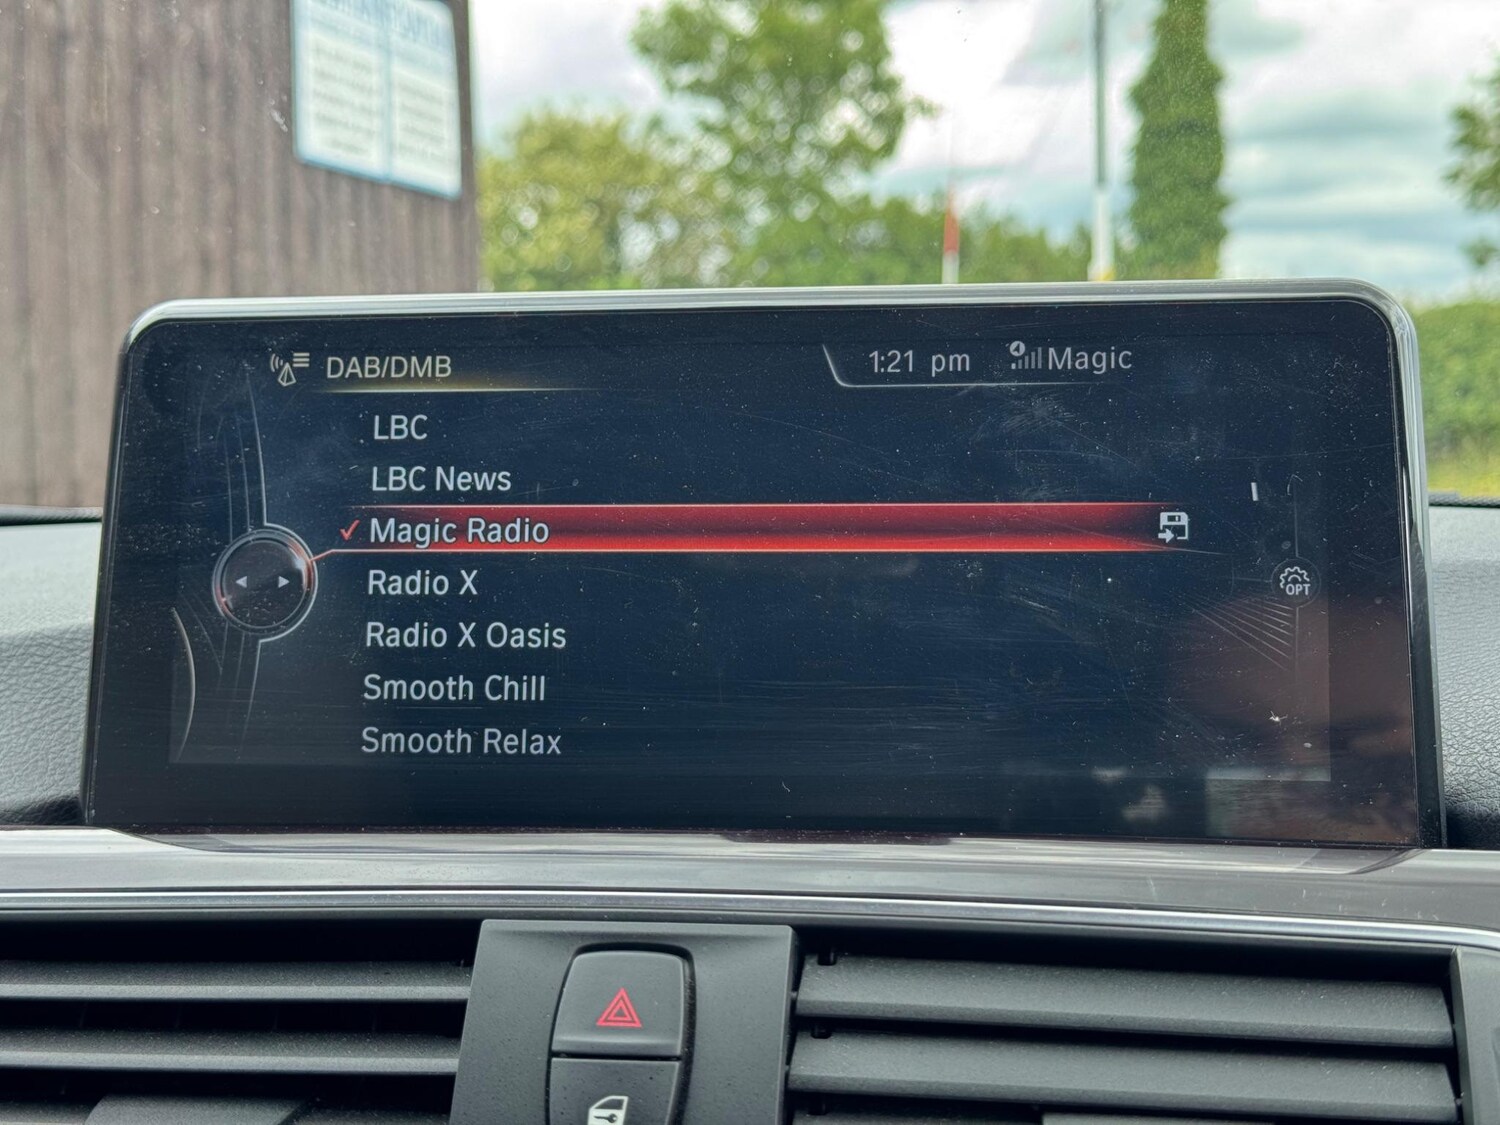 DAB/DMB
1:21 pm Magic
LBC
LBC News
Magic Radio
Radio X
OPT
Radio X Oasis
Smooth Chill
Smooth Relax